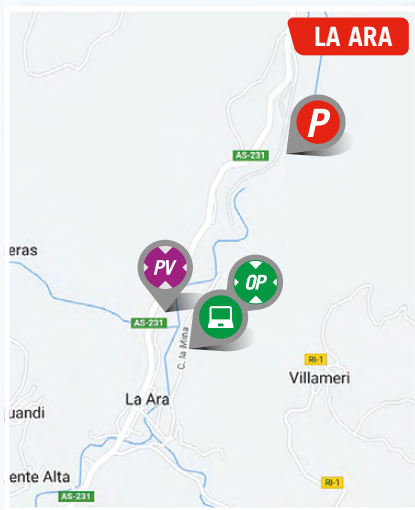 LA ARA
P
AS-231
eras
PV
OP
AS-231
C. la Mina
RI-1
Villameri
La Ara
uandi
ente Alta
RI-1
AS-231